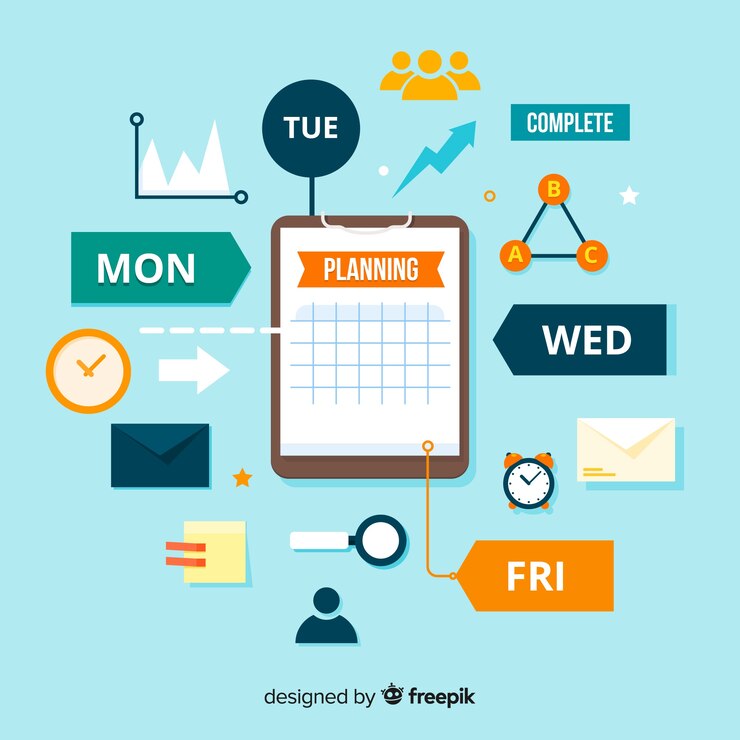 TUE
COMPLETE
B
A
C
MON
PLANNING
WED
FRI
designed by freepik